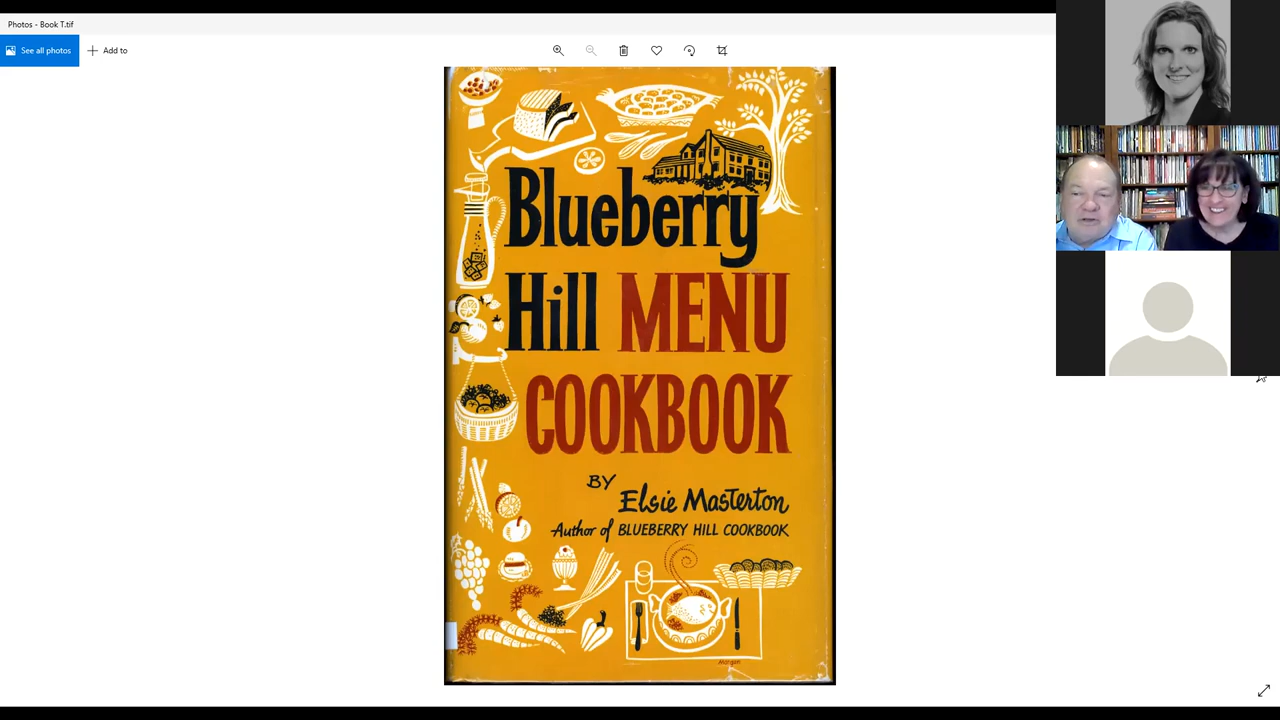 Photos - Book T.tif
See all photos
Add to
Blueberry
Hill MENU
COOKBOOK
BY
Elsie Masterton
Author of BLUEBERRY HILL COOKBOOK
Morgan